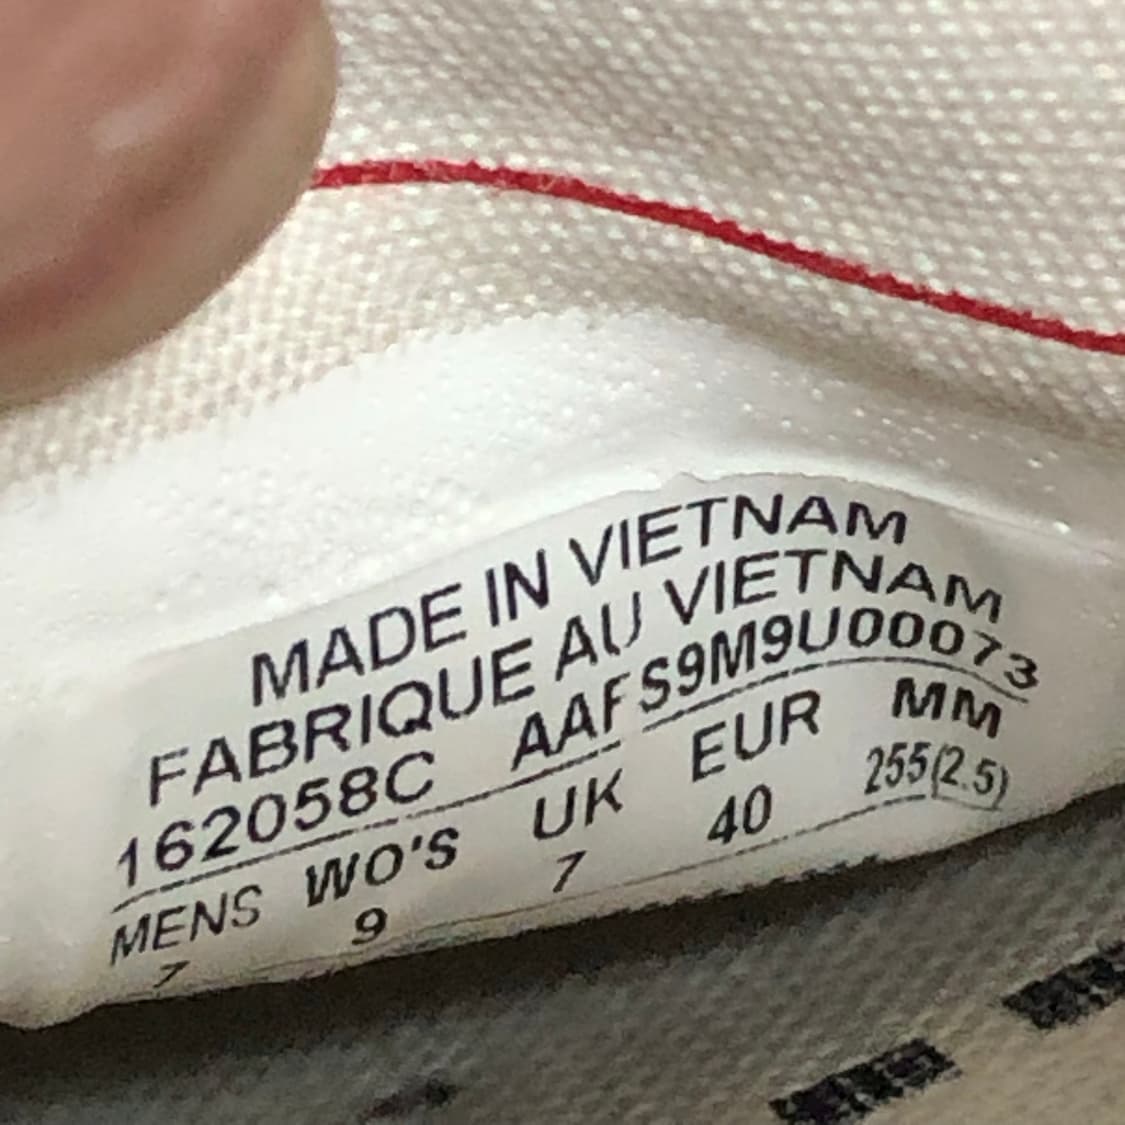 MADE IN VIETNAM
FABRIQUE AU VIETNAM
162058C AAFS9M9U00073
MENS WO'S UK EUR MM
7 9 7 40 255(2.5)